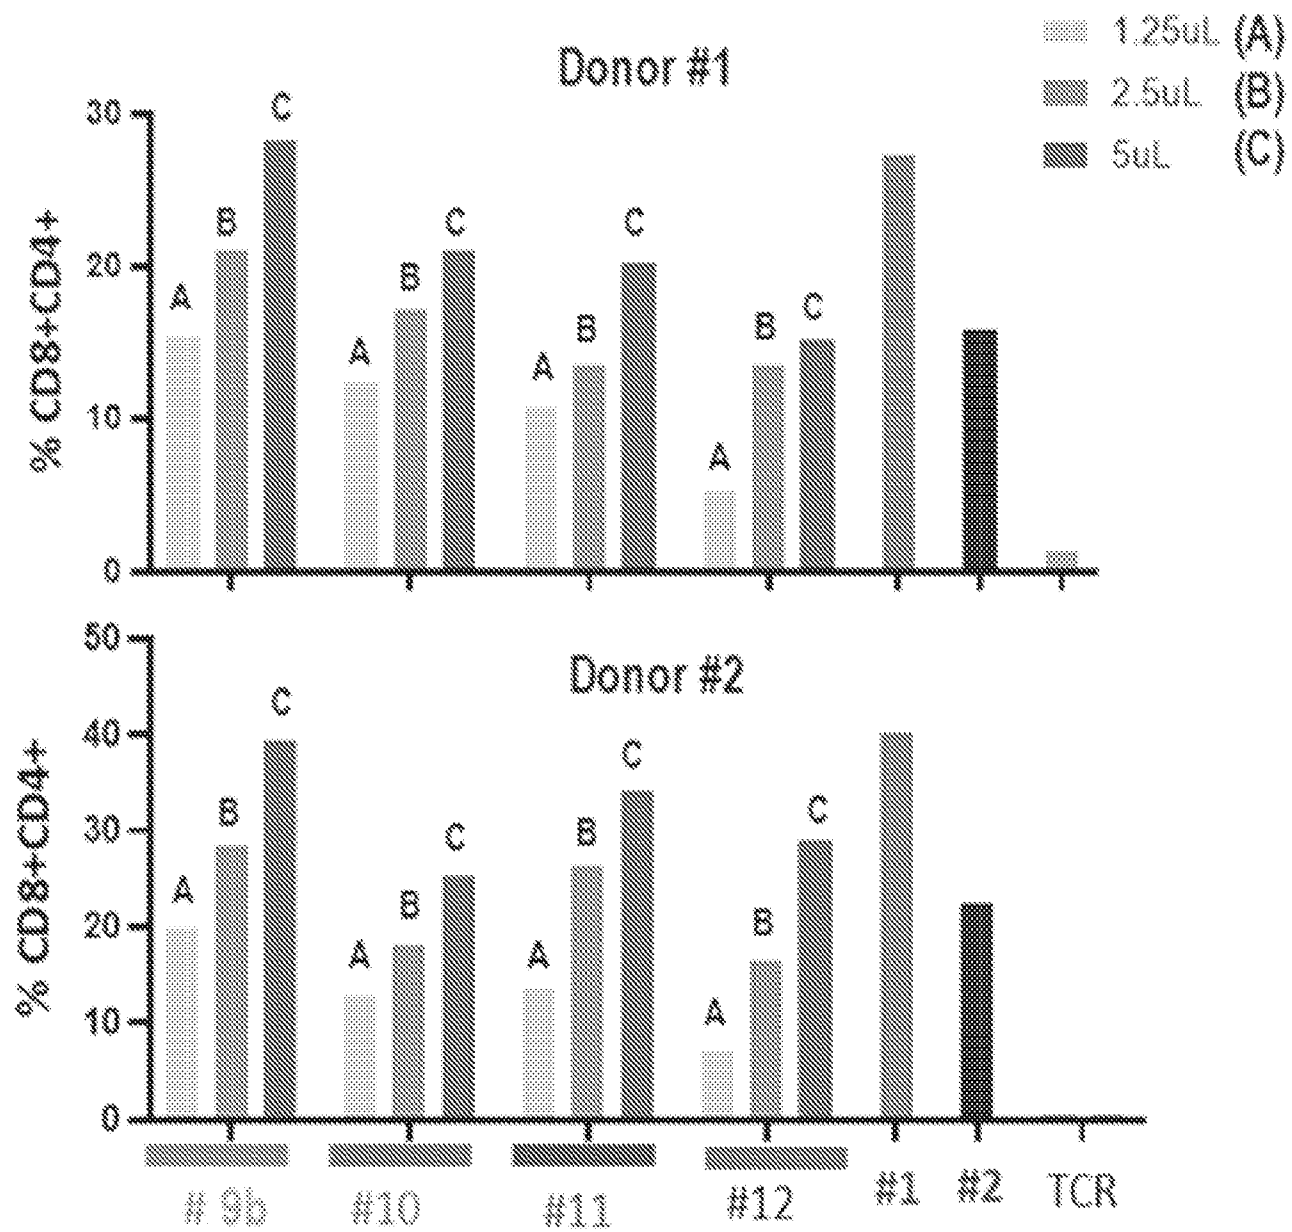 Donor #1
1.25uL (A)
2.5uL (B)
5uL (C)
% CD8+CD4+
30
20
10
0
A B C
A B C
A B C
A B C
Donor #2
% CD8+CD4+
50
40
30
20
10
0
A B C
A B C
A B C
A B C
# 9b #10 #11 #12 #1 #2 TCR